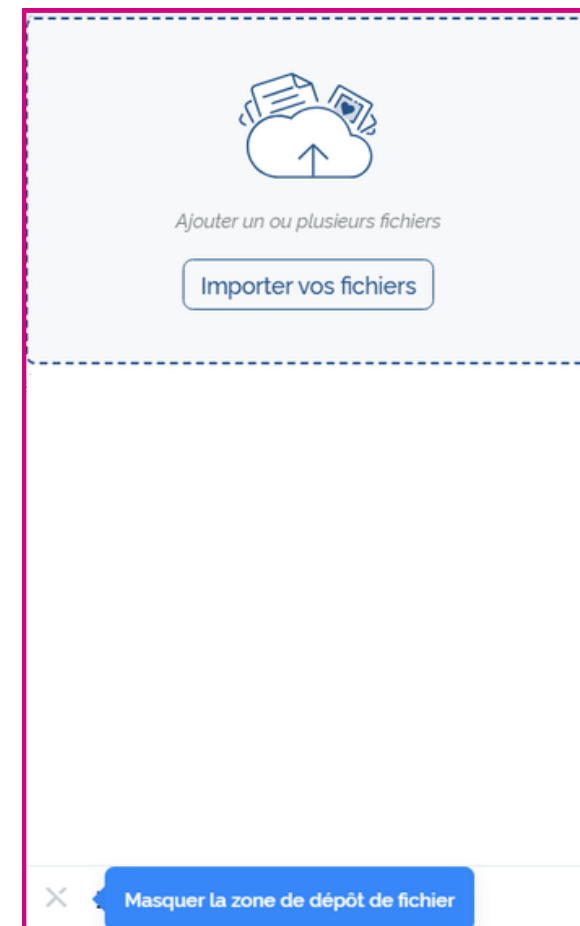 Ajouter un ou plusieurs fichiers
Importer vos fichiers
Masquer la zone de dépôt de fichier